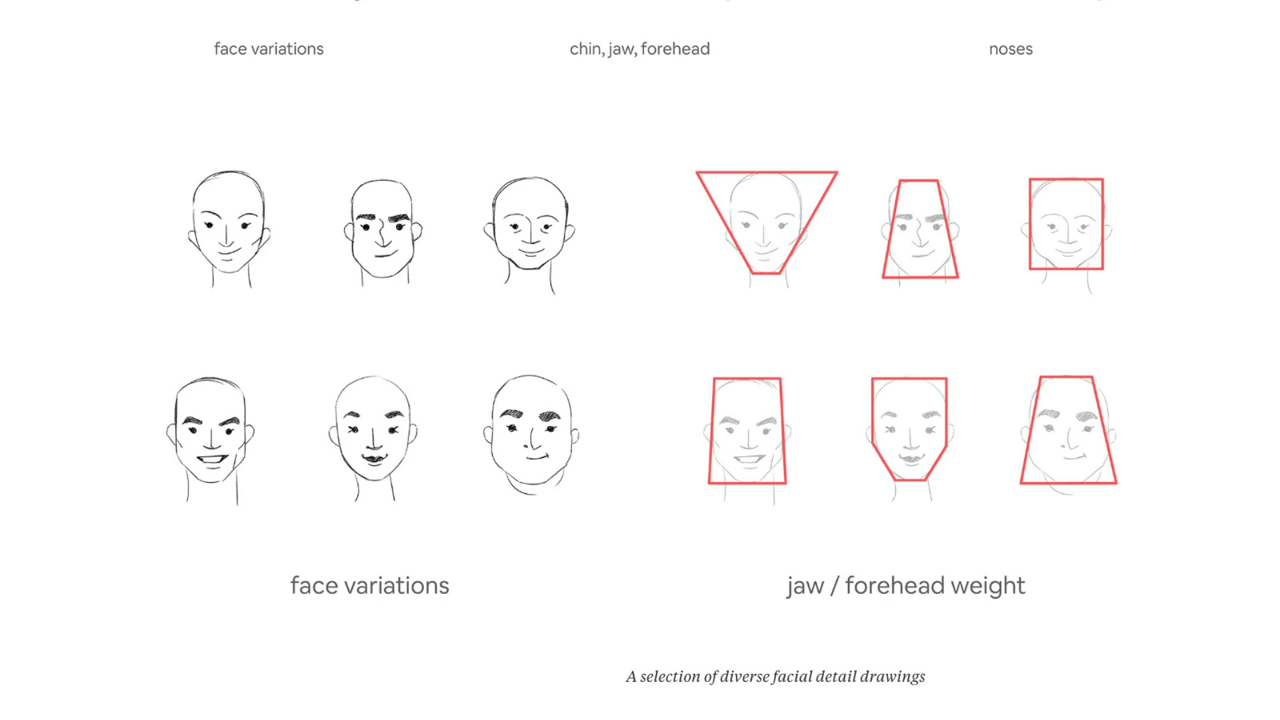 face variations
chin, jaw, forehead
noses
face variations
jaw / forehead weight
A selection of diverse facial detail drawings